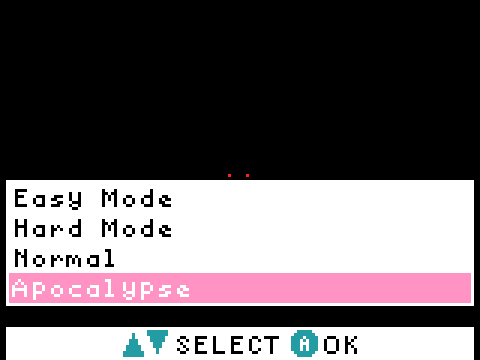 Easy Mode
Hard Mode
Normal
Apocalypse
SELECT A OK